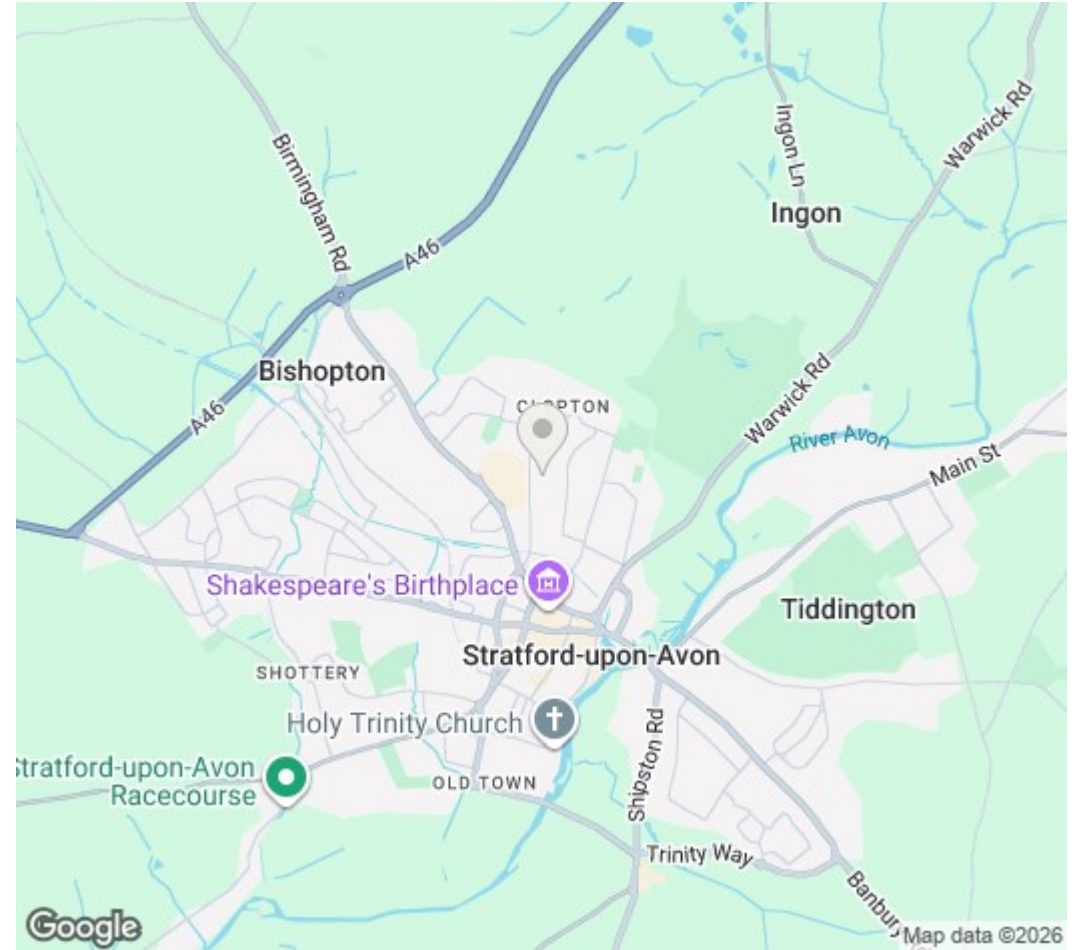 Birmingham Rd
A46
Ingon Ln
Warwick Rd
Ingon
Bishopton
A46
CLOPTON
Warwick Rd
River Avon
Main St
Shakespeare's Birthplace
Tiddington
Stratford-upon-Avon
SHOTTERY
Holy Trinity Church
Stratford-upon-Avon
Racecourse
OLD TOWN
Shipston Rd
Trinity Way
Banbury
Google
Map data ©2026